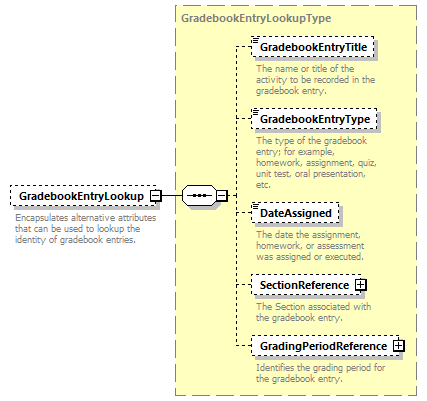 GradebookEntryLookupType
GradebookEntryTitle
The name or title of the
activity to be recorded in the
gradebook entry.
GradebookEntryType
The type of the gradebook
entry; for example,
homework, assignment, quiz,
unit test, oral presentation,
etc.
GradebookEntryLookup
Encapsulates alternative attributes
that can be used to lookup the
identity of gradebook entries.
DateAssigned
The date the assignment,
homework, or assessment
was assigned or executed.
SectionReference
The Section associated with
the gradebook entry.
GradingPeriodReference
Identifies the grading period for
the gradebook entry.